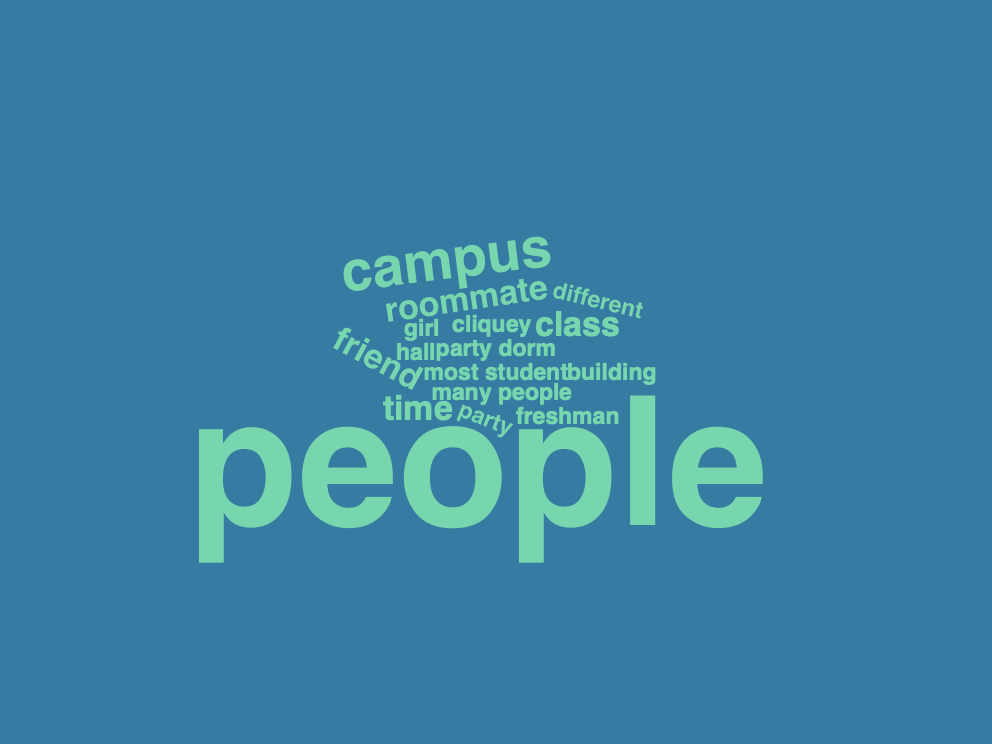 campus
roommate
different
girl
cliquey
class
friend
hall
party dorm
most student
building
many people
time
party
freshman
people